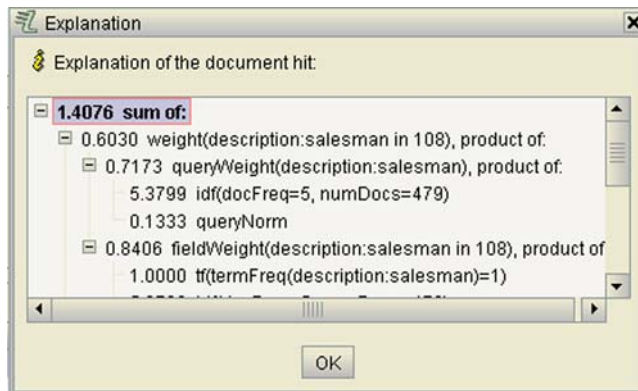 Explanation
Explanation of the document hit:
1.4076 sum of:
0.6030 weight(description:salesman in 108), product of:
0.7173 queryWeight(description:salesman), product of:
5.3799 idf(docFreq=5, numDocs=479)
0.1333 queryNorm
0.8406 fieldWeight(description:salesman in 108), product of
1.0000 tf(termFreq(description:salesman)=1)
OK